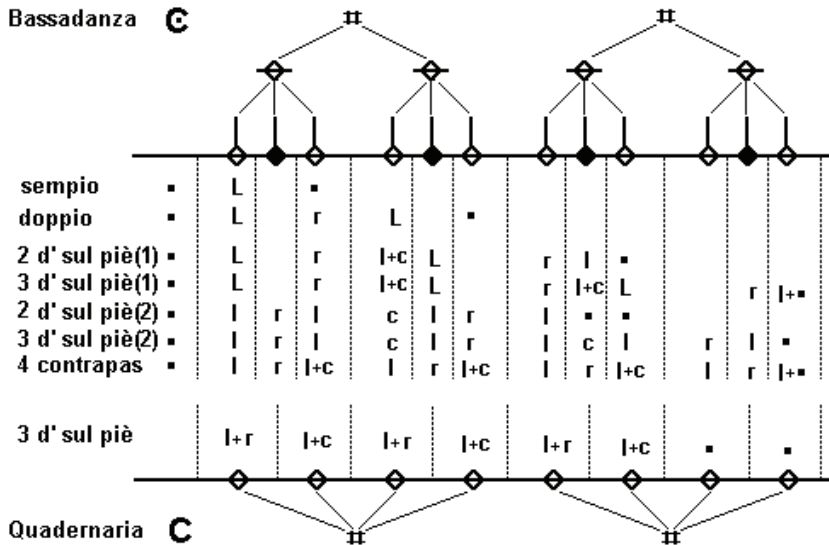 Bassadanza C
sempio ▪ L ▪
doppio ▪ L r L ▪
2 d' sul piè(1) ▪ L r l+c L r l ▪
3 d' sul piè(1) ▪ L r l+c L r l+c L r l+▪
2 d' sul piè(2) ▪ l r l c l r l ▪ ▪
3 d' sul piè(2) ▪ l r l c l r l c l r l ▪
4 contrapas ▪ l r l+c l r l+c l r l+c l r l+▪
3 d' sul piè l+r l+c l+r l+c l+r l+c ▪ ▪
Quadernaria C